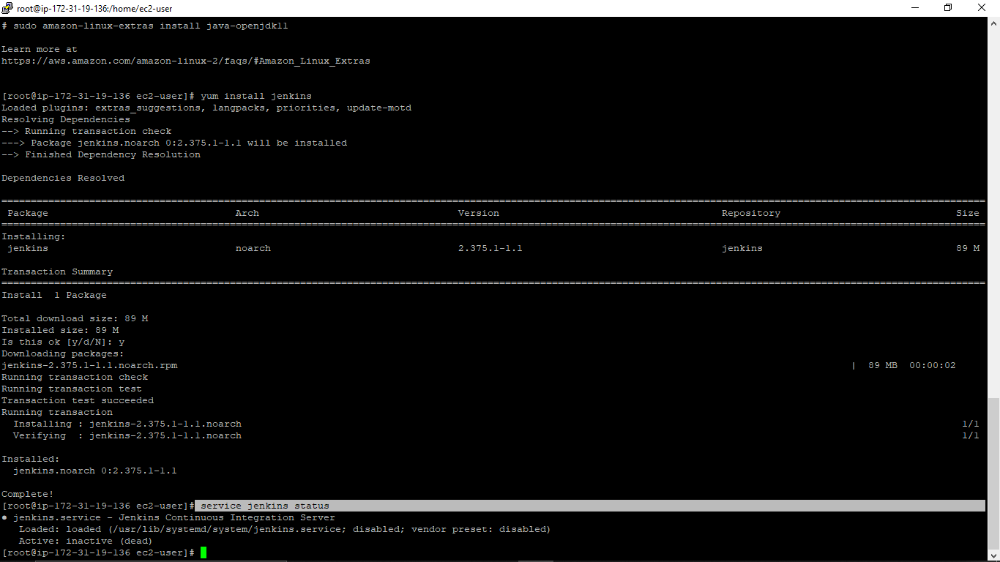 root@ip-172-31-19-136:/home/ec2-user
# sudo amazon-linux-extras install java-openjdk11
Learn more at
https://aws.amazon.com/amazon-linux-2/faqs/#Amazon_Linux_Extras
[root@ip-172-31-19-136 ec2-user]# yum install jenkins
Loaded plugins: extras_suggestions, langpacks, priorities, update-motd
Resolving Dependencies
--> Running transaction check
---> Package jenkins.noarch 0:2.375.1-1.1 will be installed
--> Finished Dependency Resolution
Dependencies Resolved
================================================================================
Package Arch Version Repository Size
================================================================================
Installing:
jenkins noarch 2.375.1-1.1 jenkins 89 M
Transaction Summary
================================================================================
Install  1 Package
Total download size: 89 M
Installed size: 89 M
Is this ok [y/d/N]: y
Downloading packages:
jenkins-2.375.1-1.1.noarch.rpm | 89 MB 00:00:02
Running transaction check
Running transaction test
Transaction test succeeded
Running transaction
Installing : jenkins-2.375.1-1.1.noarch 1/1
Verifying  : jenkins-2.375.1-1.1.noarch 1/1
Installed:
jenkins.noarch 0:2.375.1-1.1
Complete!
[root@ip-172-31-19-136 ec2-user]# service jenkins status
● jenkins.service - Jenkins Continuous Integration Server
Loaded: loaded (/usr/lib/systemd/system/jenkins.service; disabled; vendor preset: disabled)
Active: inactive (dead)
[root@ip-172-31-19-136 ec2-user]#